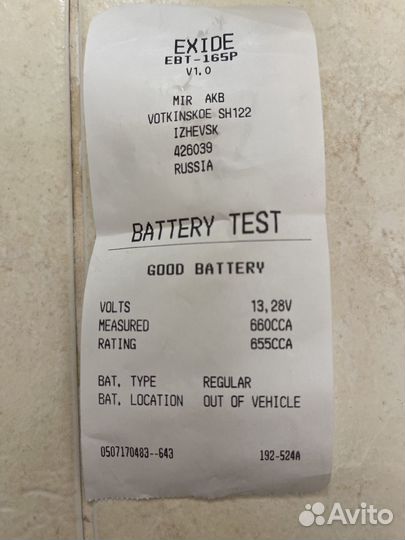 EXIDE
EBT-165P
V1.0
MIR AKB
VOTKINSKOE SH122
IZHEVSK
426039
RUSSIA
BATTERY TEST
GOOD BATTERY
VOLTS 13,28V
MEASURED 660CCA
RATING 655CCA
BAT. TYPE REGULAR
BAT. LOCATION OUT OF VEHICLE
0507170483--643 192-524A
Avito